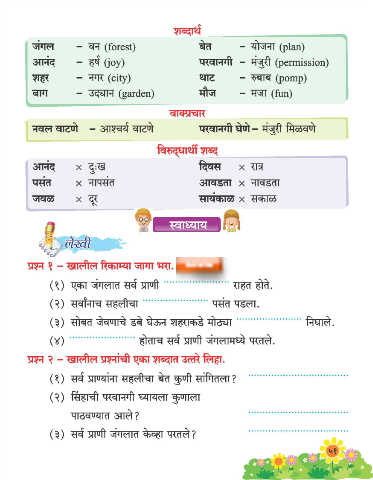 शब्दार्थ
जंगल – वन (forest) बेत – योजना (plan)
आनंद – हर्ष (joy) परवानगी – मंजुरी (permission)
शहर – नगर (city) थाट – रुबाब (pomp)
बाग – उद्यान (garden) मौज – मजा (fun)
वाक्प्रचार
नवल वाटणे – आश्चर्य वाटणे परवानगी घेणे – मंजुरी मिळवणे
विरुद्धार्थी शब्द
आनंद × दुःख दिवस × रात्र
पसंत × नापसंत आवडता × नावडता
जवळ × दूर सायंकाळ × सकाळ
स्वाध्याय
लेखी
प्रश्न १ – खालील रिकाम्या जागा भरा.
(१) एका जंगलात सर्व प्राणी .................... राहत होते.
(२) सर्वांनाच सहलीचा .................... पसंत पडला.
(३) सोबत जेवणाचे डबे घेऊन शहराकडे मोठ्या .................... निघाले.
(४) .................... होताच सर्व प्राणी जंगलामध्ये परतले.
प्रश्न २ – खालील प्रश्नांची एका शब्दात उत्तरे लिहा.
(१) सर्व प्राण्यांना सहलीचा बेत कुणी सांगितला? ....................
(२) सिंहाची परवानगी घ्यायला कुणाला
पाठवण्यात आले? ....................
(३) सर्व प्राणी जंगलात केव्हा परतले? ....................